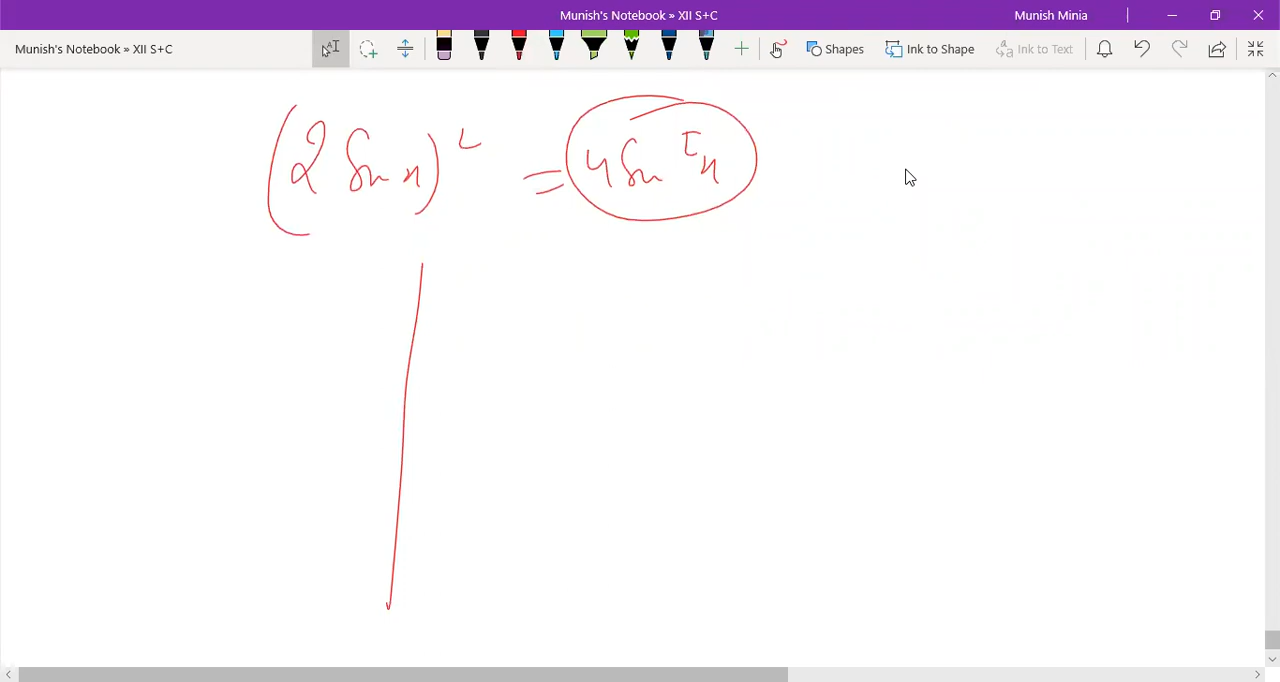 Munish's Notebook » XII S+C
Munish Minia
Munish's Notebook » XII S+C
Shapes
Ink to Shape
Ink to Text
(2 Sin x)² = 4 Sin²x